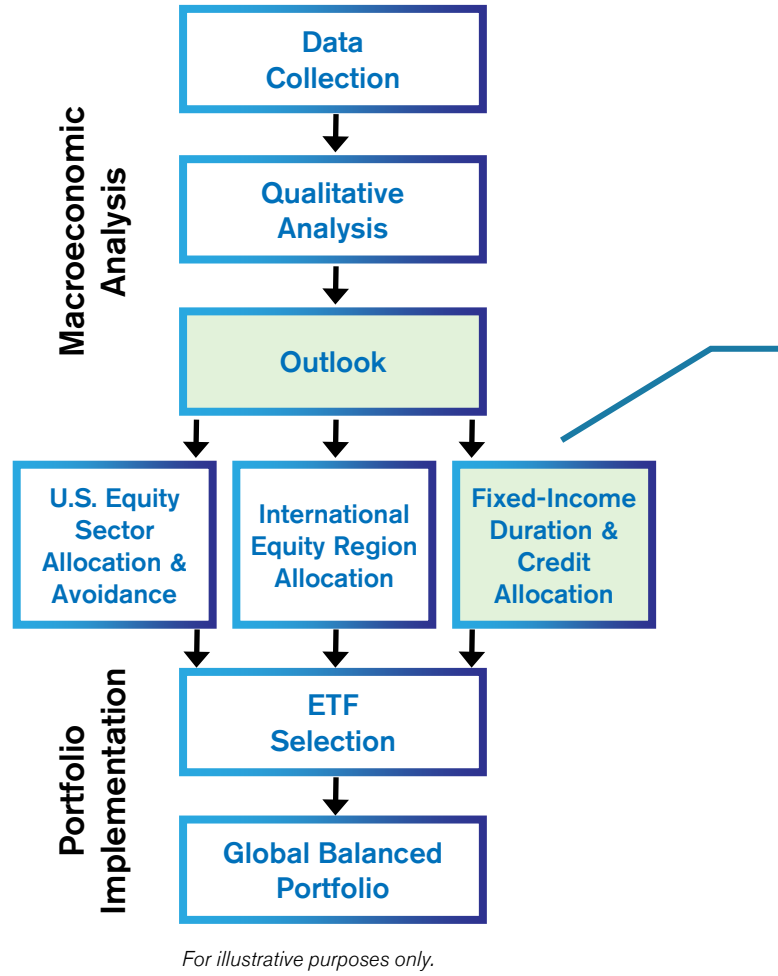 Macroeconomic
Analysis
Data
Collection
Qualitative
Analysis
Outlook
U.S. Equity
Sector
Allocation &
Avoidance
International
Equity Region
Allocation
Fixed-Income
Duration &
Credit
Allocation
Portfolio
Implementation
ETF
Selection
Global Balanced
Portfolio
For illustrative purposes only.